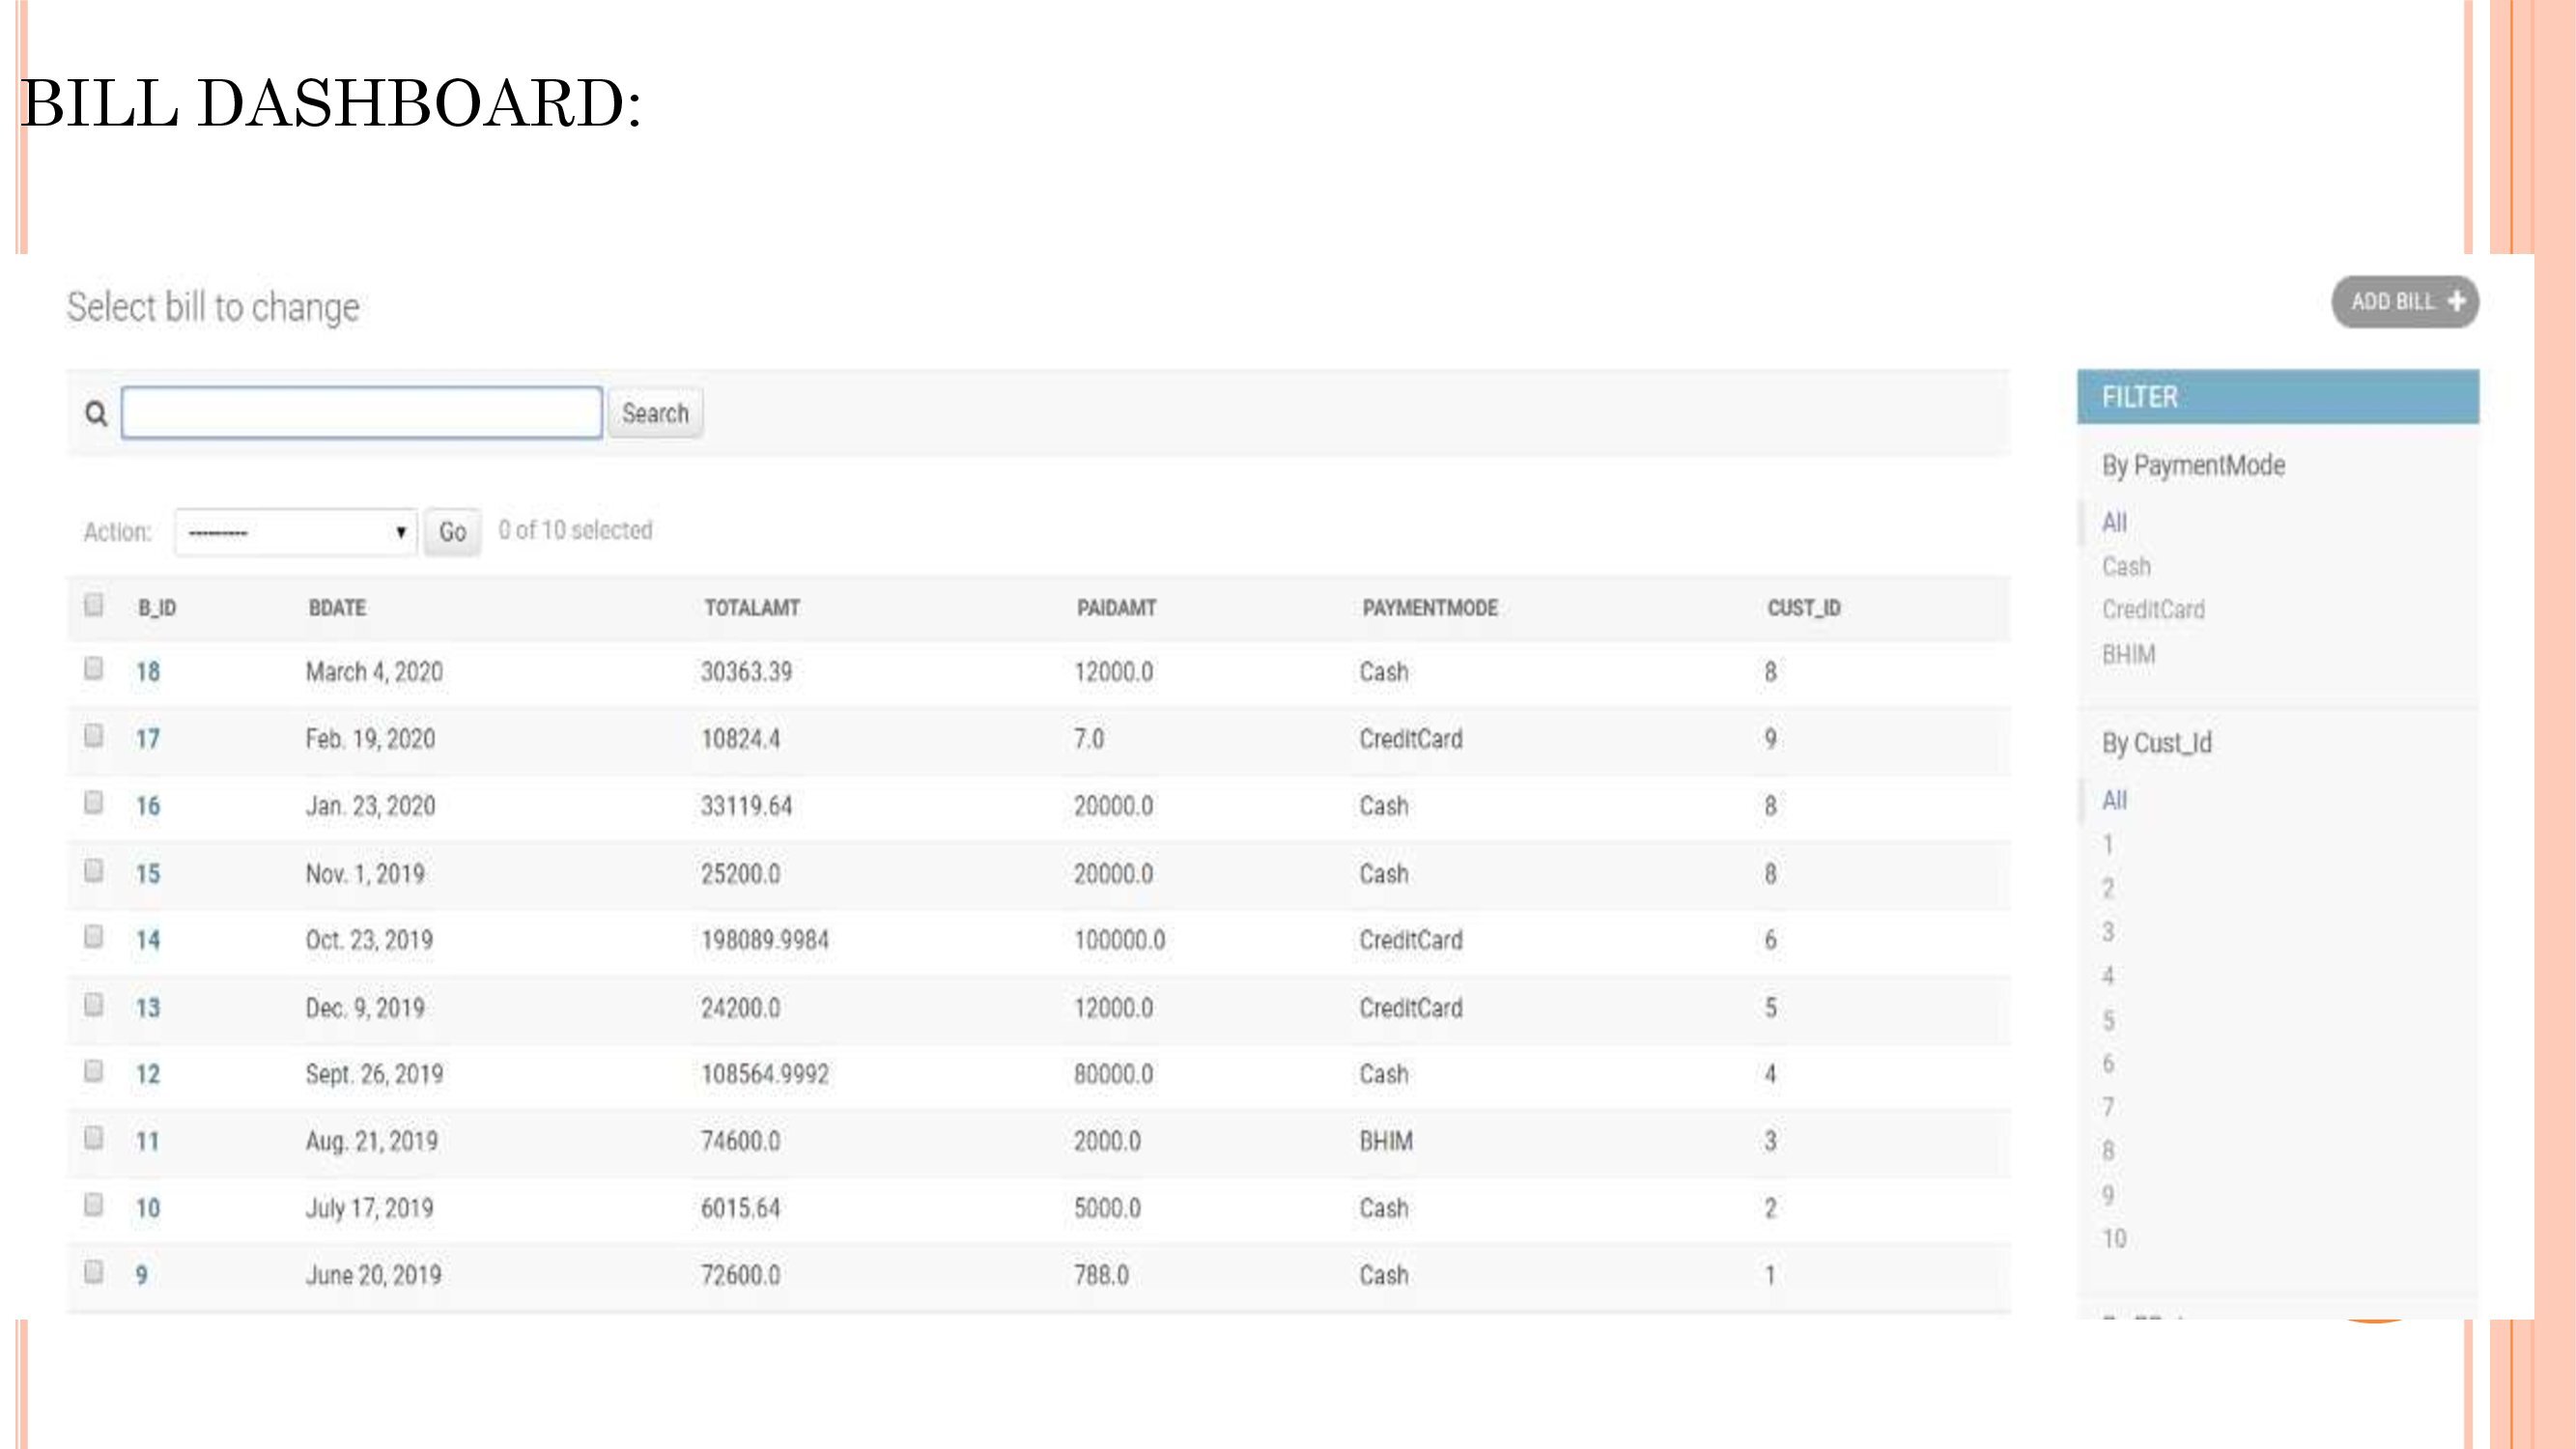 BILL DASHBOARD:
Select bill to change
ADD BILL +
Search
Action: --------- Go 0 of 10 selected
B_ID BDATE TOTALAMT PAIDAMT PAYMENTMODE CUST_ID
18 March 4, 2020 30363.39 12000.0 Cash 8
17 Feb. 19, 2020 10824.4 7.0 CreditCard 9
16 Jan. 23, 2020 33119.64 20000.0 Cash 8
15 Nov. 1, 2019 25200.0 20000.0 Cash 8
14 Oct. 23, 2019 198089.9984 100000.0 CreditCard 6
13 Dec. 9, 2019 24200.0 12000.0 CreditCard 5
12 Sept. 26, 2019 108564.9992 80000.0 Cash 4
11 Aug. 21, 2019 74600.0 2000.0 BHIM 3
10 July 17, 2019 6015.64 5000.0 Cash 2
9 June 20, 2019 72600.0 788.0 Cash 1
FILTER
By PaymentMode
All
Cash
CreditCard
BHIM
By Cust_Id
All
1
2
3
4
5
6
7
8
9
10